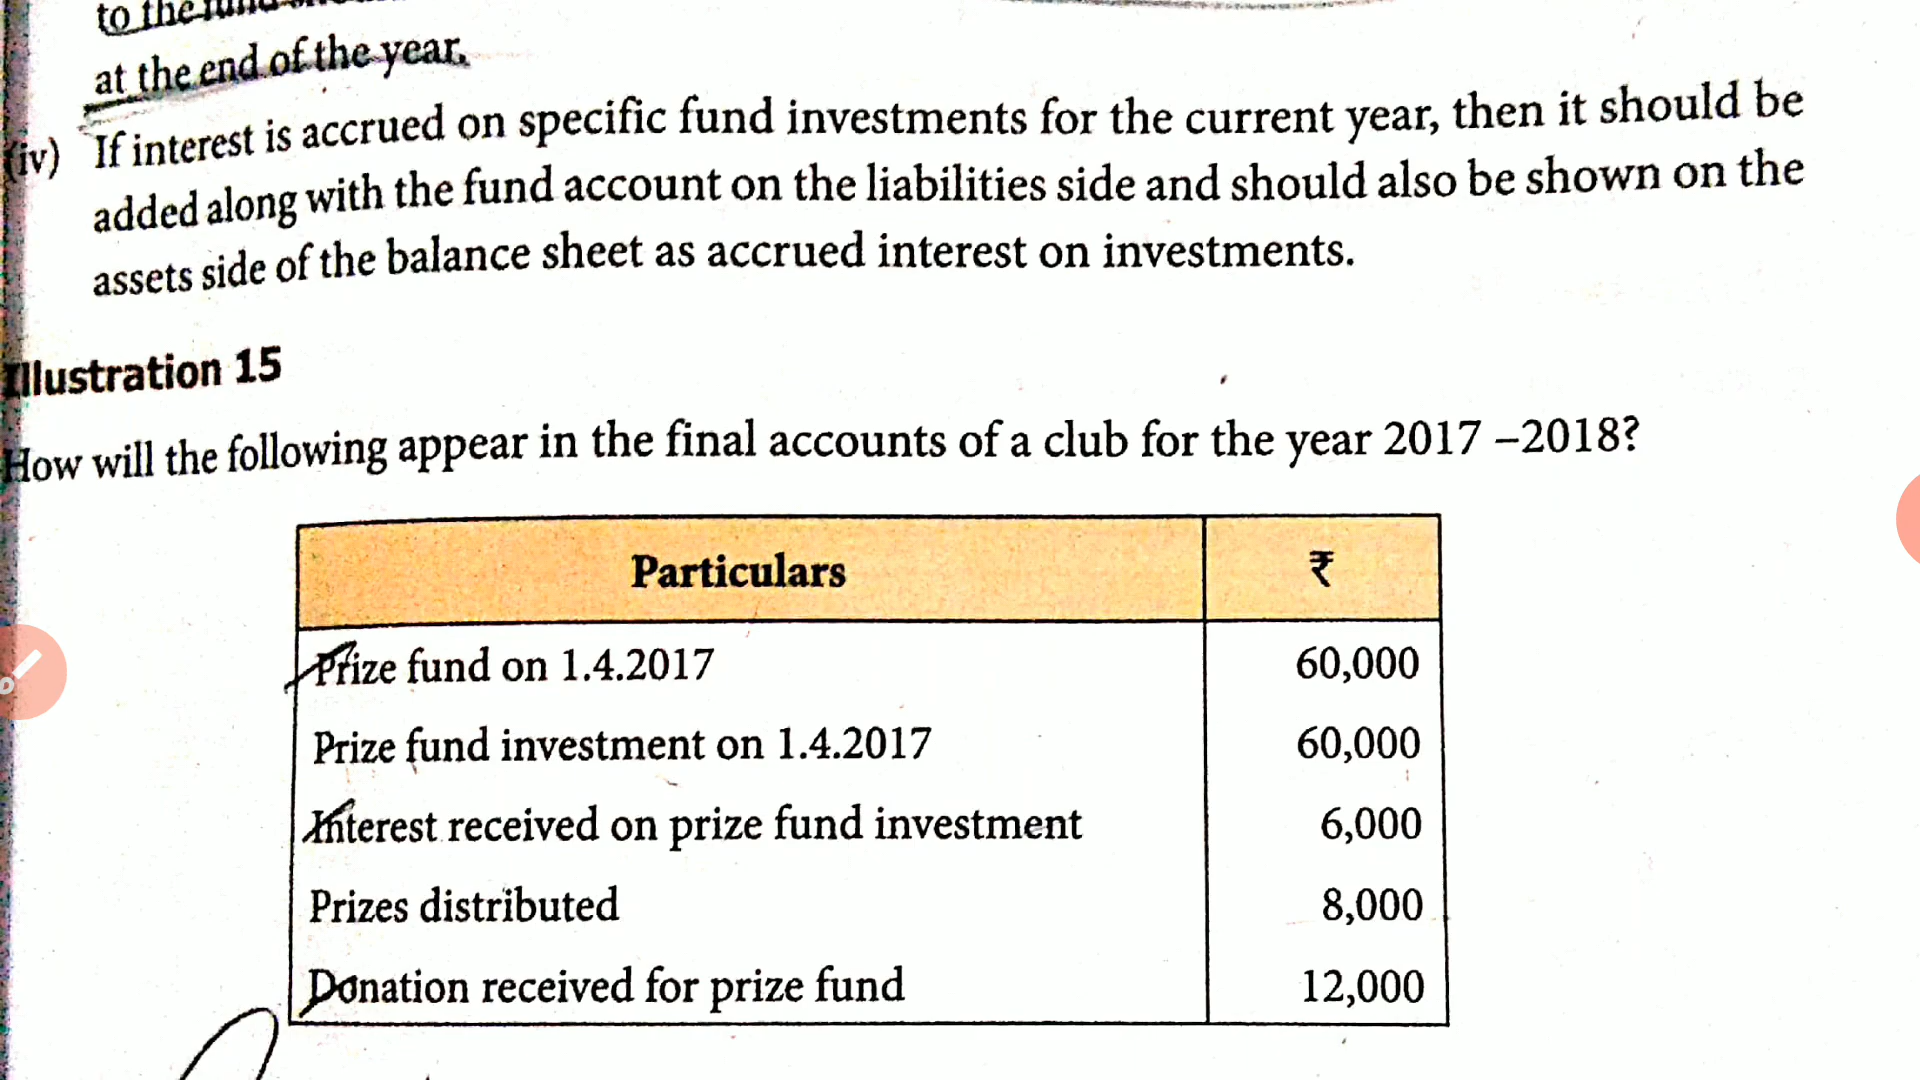 to the
at the end of the year.
(iv) If interest is accrued on specific fund investments for the current year, then it should be
added along with the fund account on the liabilities side and should also be shown on the
assets side of the balance sheet as accrued interest on investments.
Illustration 15
How will the following appear in the final accounts of a club for the year 2017 –2018?
Particulars ₹
Prize fund on 1.4.2017 60,000
Prize fund investment on 1.4.2017 60,000
Interest received on prize fund investment 6,000
Prizes distributed 8,000
Donation received for prize fund 12,000